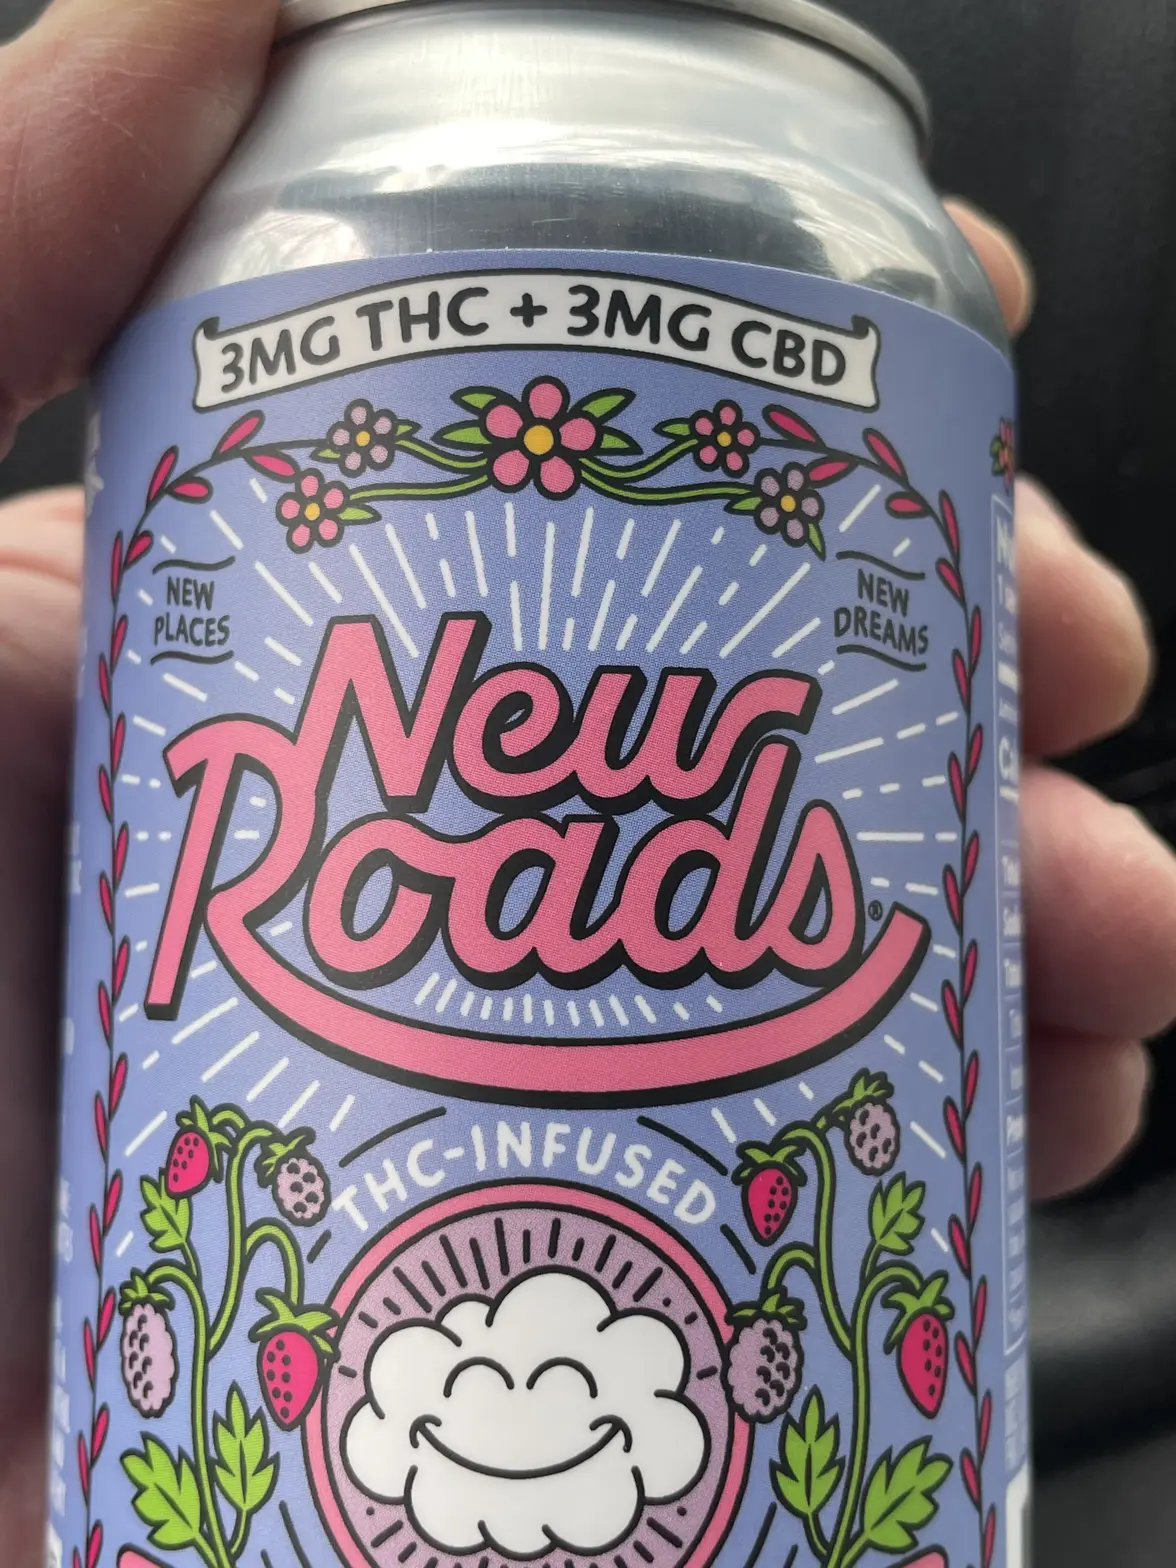 3MG THC + 3MG CBD
NEW
PLACES
NEW
DREAMS
New
Roads®
THC-INFUSED